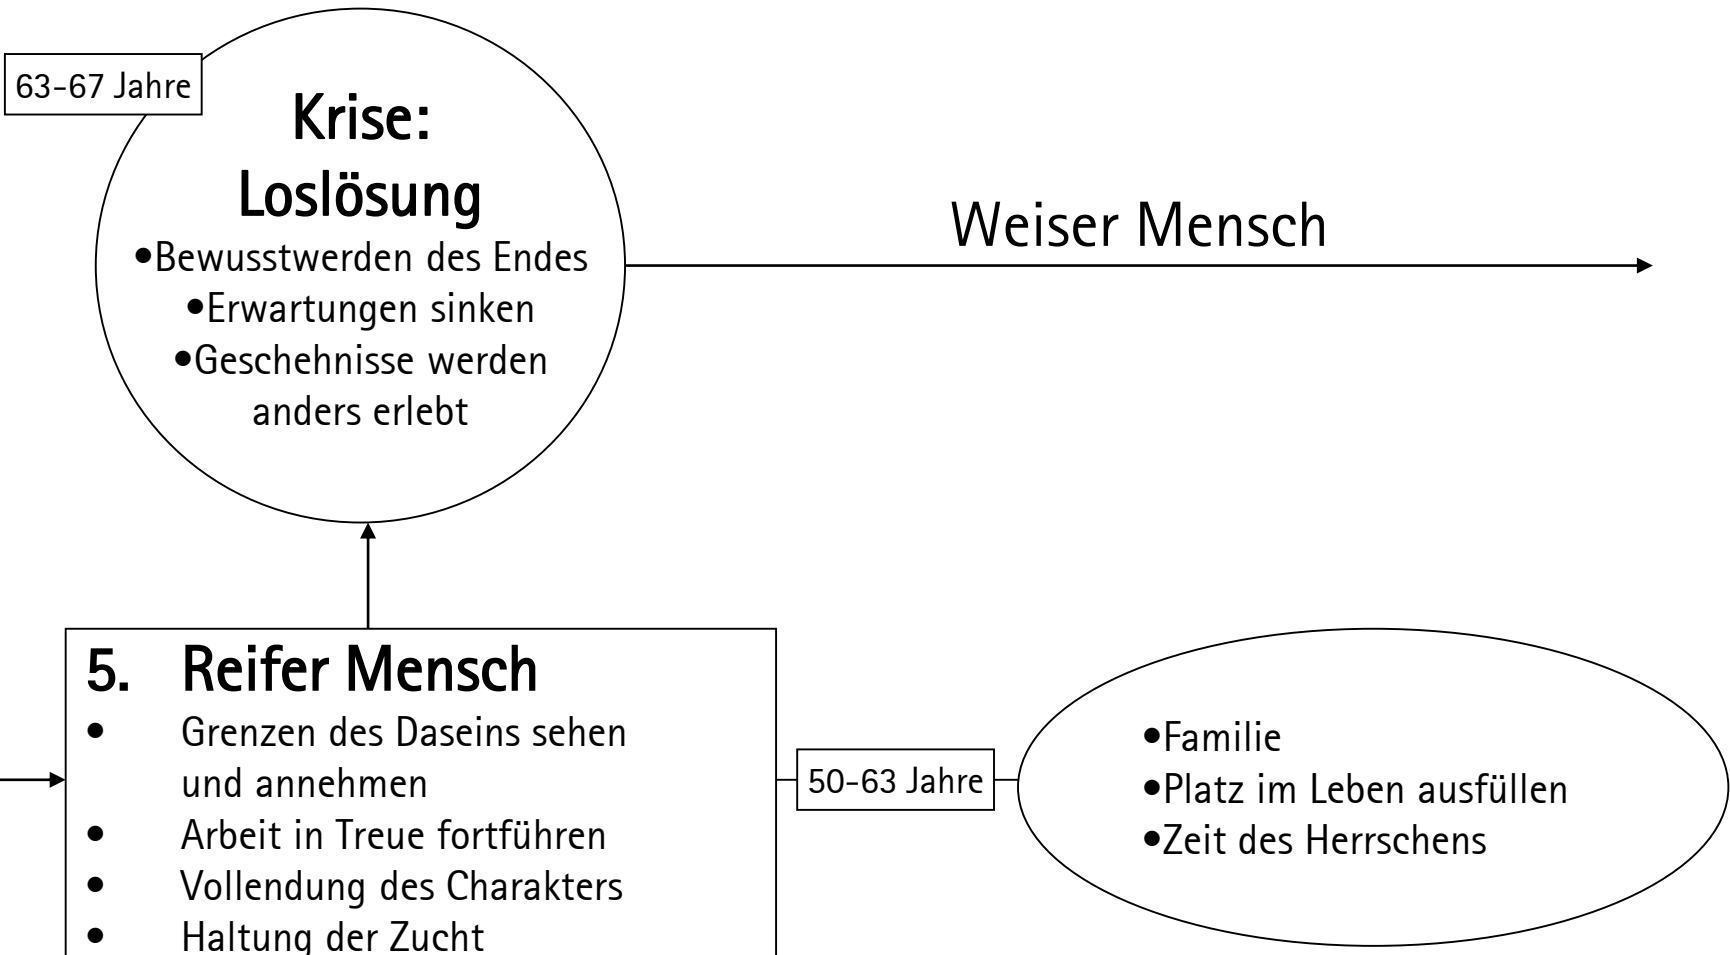 63-67 Jahre
Krise:
Loslösung
•Bewusstwerden des Endes
•Erwartungen sinken
•Geschehnisse werden
anders erlebt
Weiser Mensch
5. Reifer Mensch
• Grenzen des Daseins sehen
und annehmen
• Arbeit in Treue fortführen
• Vollendung des Charakters
• Haltung der Zucht
50-63 Jahre
•Familie
•Platz im Leben ausfüllen
•Zeit des Herrschens